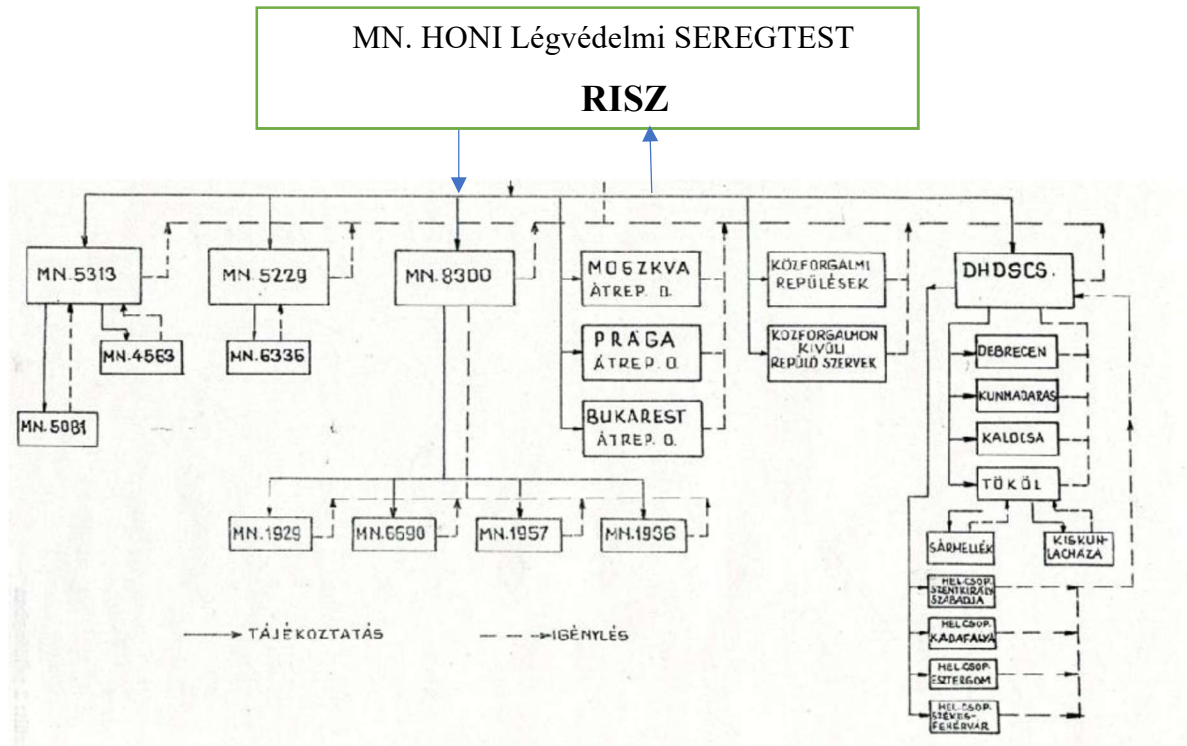 MN. HONI Légvédelmi SEREGTEST
RISZ
MN.5313
MN.5229
MN.8300
MOSZKVA
ÁTREP. O.
KÖZFORGALMI
REPÜLÉSEK
DHDSCS.
MN.4563
MN.6336
PRÁGA
ÁTREP. O.
KÖZFORGALMON
KIVÜLI
REPÜLŐ SZERVEK
DEBRECEN
KUNMADARAS
MN.5081
BUKAREST
ÁTREP. O.
KALOCSA
TÖKÖL
MN.1929
MN.6690
MN.1957
MN.1936
SÁRMELLÉK
KISKUN-
LACHÁZA
HEL.CSOP.
SZENTKIRÁLY
SZABADJA
TÁJÉKOZTATÁS
IGÉNYLÉS
HEL.CSOP.
KÁDAFALVA
HEL.CSOP.
ESZTERGOM
HEL.CSOP.
SZÉKES-
FEHÉRVÁR